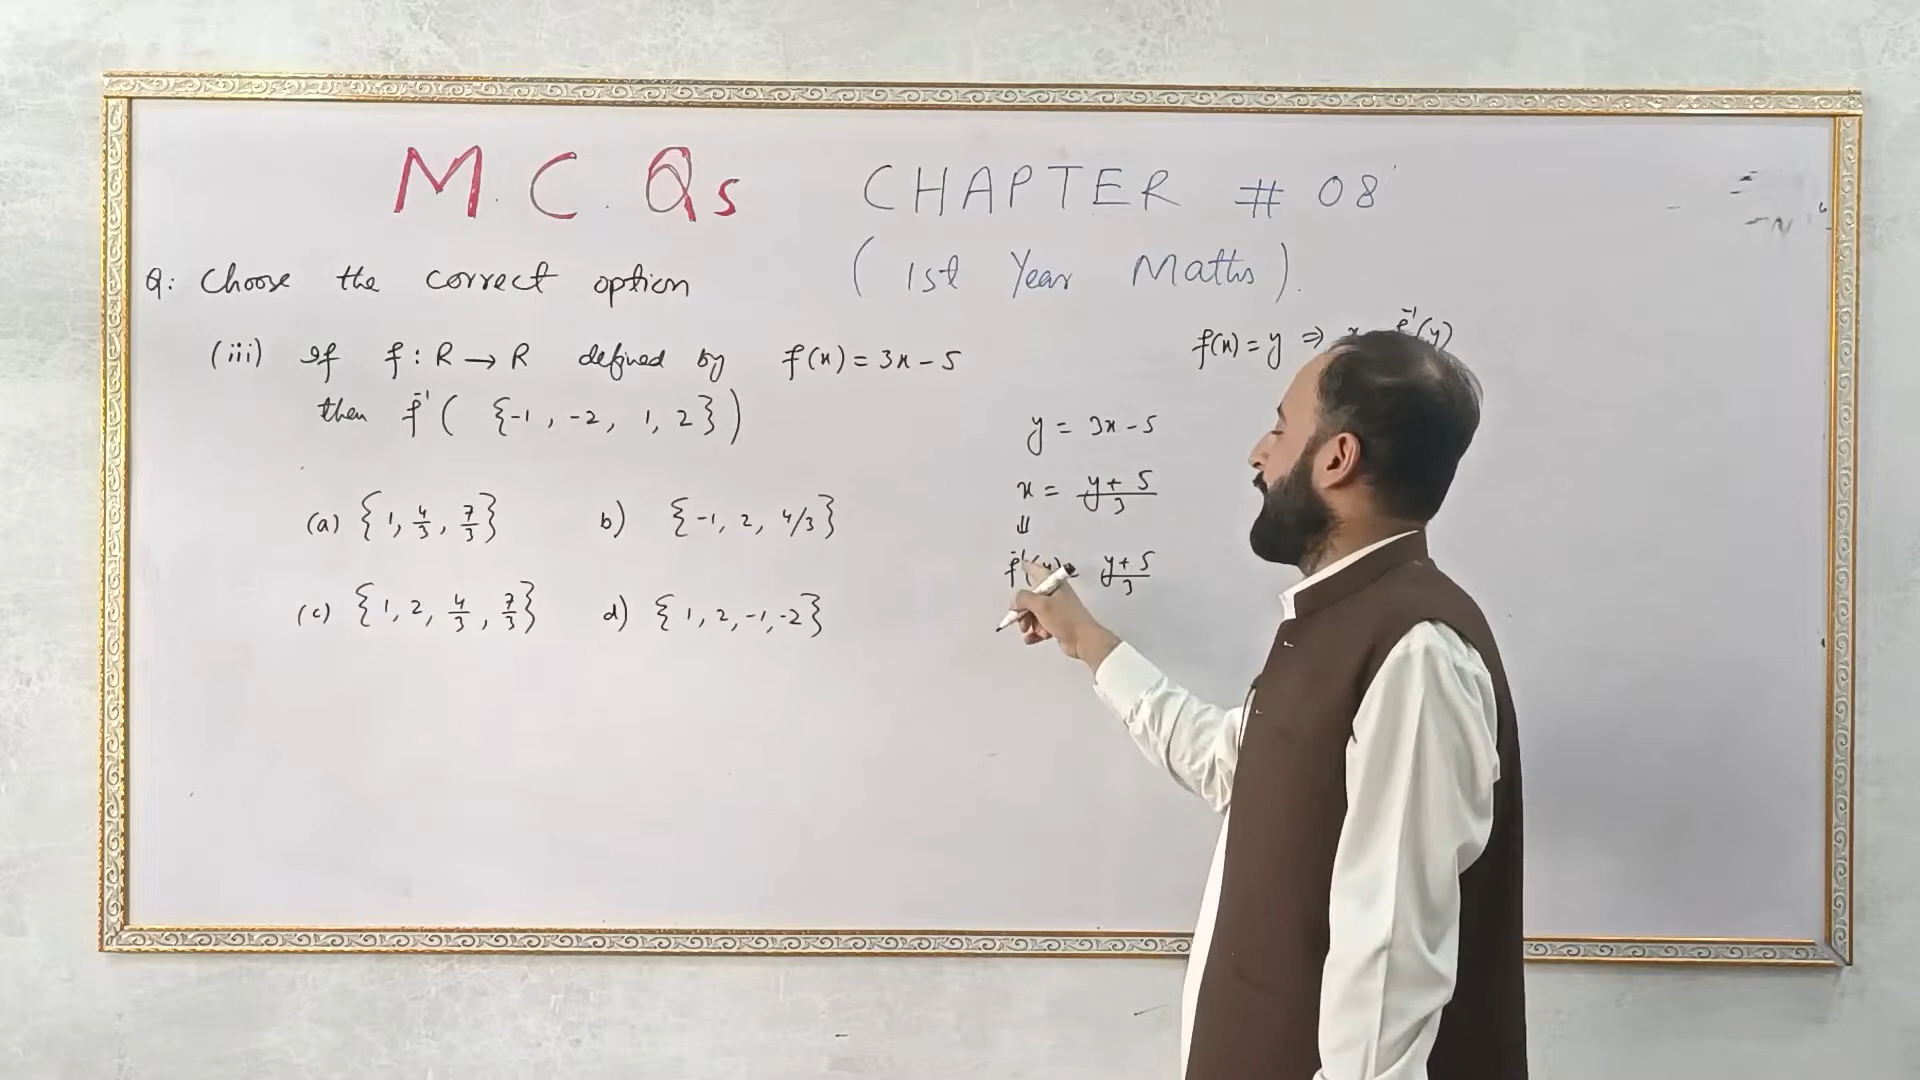 M.C.Qs CHAPTER # 08
(1st Year Maths).
Q: Choose the correct option
(iii) If f : R → R defined by f(x) = 3x - 5
then f⁻¹( {-1, -2, 1, 2} )
(a) {1, 4/3, 7/3} b) {-1, 2, 4/3}
(c) {1, 2, 4/3, 7/3} d) {1, 2, -1, -2}
f(x) = y ⇒ f⁻¹(y)
y = 3x - 5
x = y + 5 / 3
⇓
f⁻¹(y) = y + 5 / 3